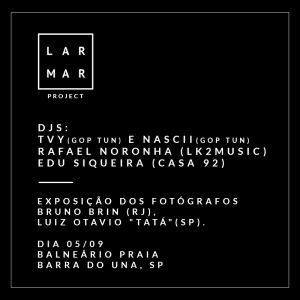 LAR
MAR
PROJECT
DJS:
TVY(GOP TUN) E NASCII(GOP TUN)
RAFAEL NORONHA (LK2MUSIC)
EDU SIQUEIRA (CASA 92)
EXPOSIÇÃO DOS FOTÓGRAFOS
BRUNO BRIN (RJ),
LUIZ OTAVIO "TATÁ"(SP).
DIA 05/09
BALNEÁRIO PRAIA
BARRA DO UNA, SP